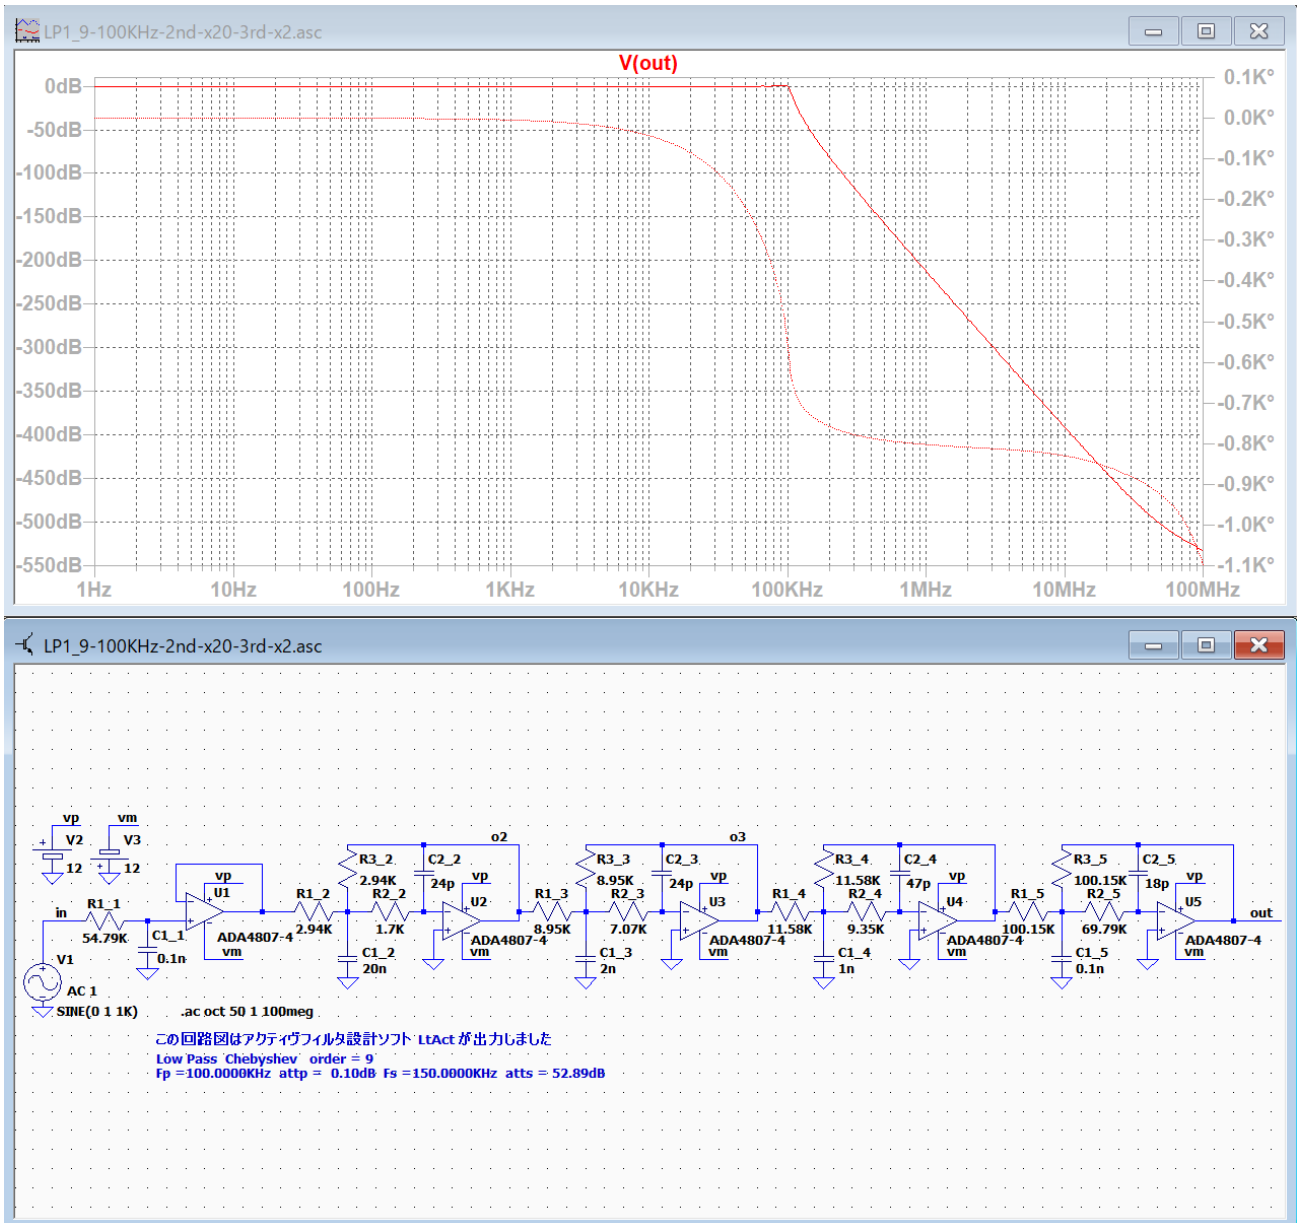 LP1_9-100KHz-2nd-x20-3rd-x2.asc
V(out)
0dB
-50dB
-100dB
-150dB
-200dB
-250dB
-300dB
-350dB
-400dB
-450dB
-500dB
-550dB
0.1K°
0.0K°
-0.1K°
-0.2K°
-0.3K°
-0.4K°
-0.5K°
-0.6K°
-0.7K°
-0.8K°
-0.9K°
-1.0K°
-1.1K°
1Hz 10Hz 100Hz 1KHz 10KHz 100KHz 1MHz 10MHz 100MHz
LP1_9-100KHz-2nd-x20-3rd-x2.asc
vp
V2
12
vm
V3
12
in
R1_1
54.79K
C1_1
0.1n
V1
AC 1
SINE(0 1 1K)
vp
U1
ADA4807-4
vm
R1_2
2.94K
R3_2
2.94K
R2_2
1.7K
C2_2
24p
C1_2
20n
vp
U2
ADA4807-4
vm
o2
R1_3
8.95K
R3_3
8.95K
R2_3
7.07K
C2_3
24p
C1_3
2n
vp
U3
ADA4807-4
vm
o3
R1_4
11.58K
R3_4
11.58K
R2_4
9.35K
C2_4
47p
C1_4
1n
vp
U4
ADA4807-4
vm
R1_5
100.15K
R3_5
100.15K
R2_5
69.79K
C2_5
18p
C1_5
0.1n
vp
U5
ADA4807-4
vm
out
.ac oct 50 1 100meg
この回路図はアクティヴフィルタ設計ソフト LtAct が出力しました
Low Pass Chebyshev order = 9
Fp =100.0000KHz attp = 0.10dB Fs =150.0000KHz atts = 52.89dB